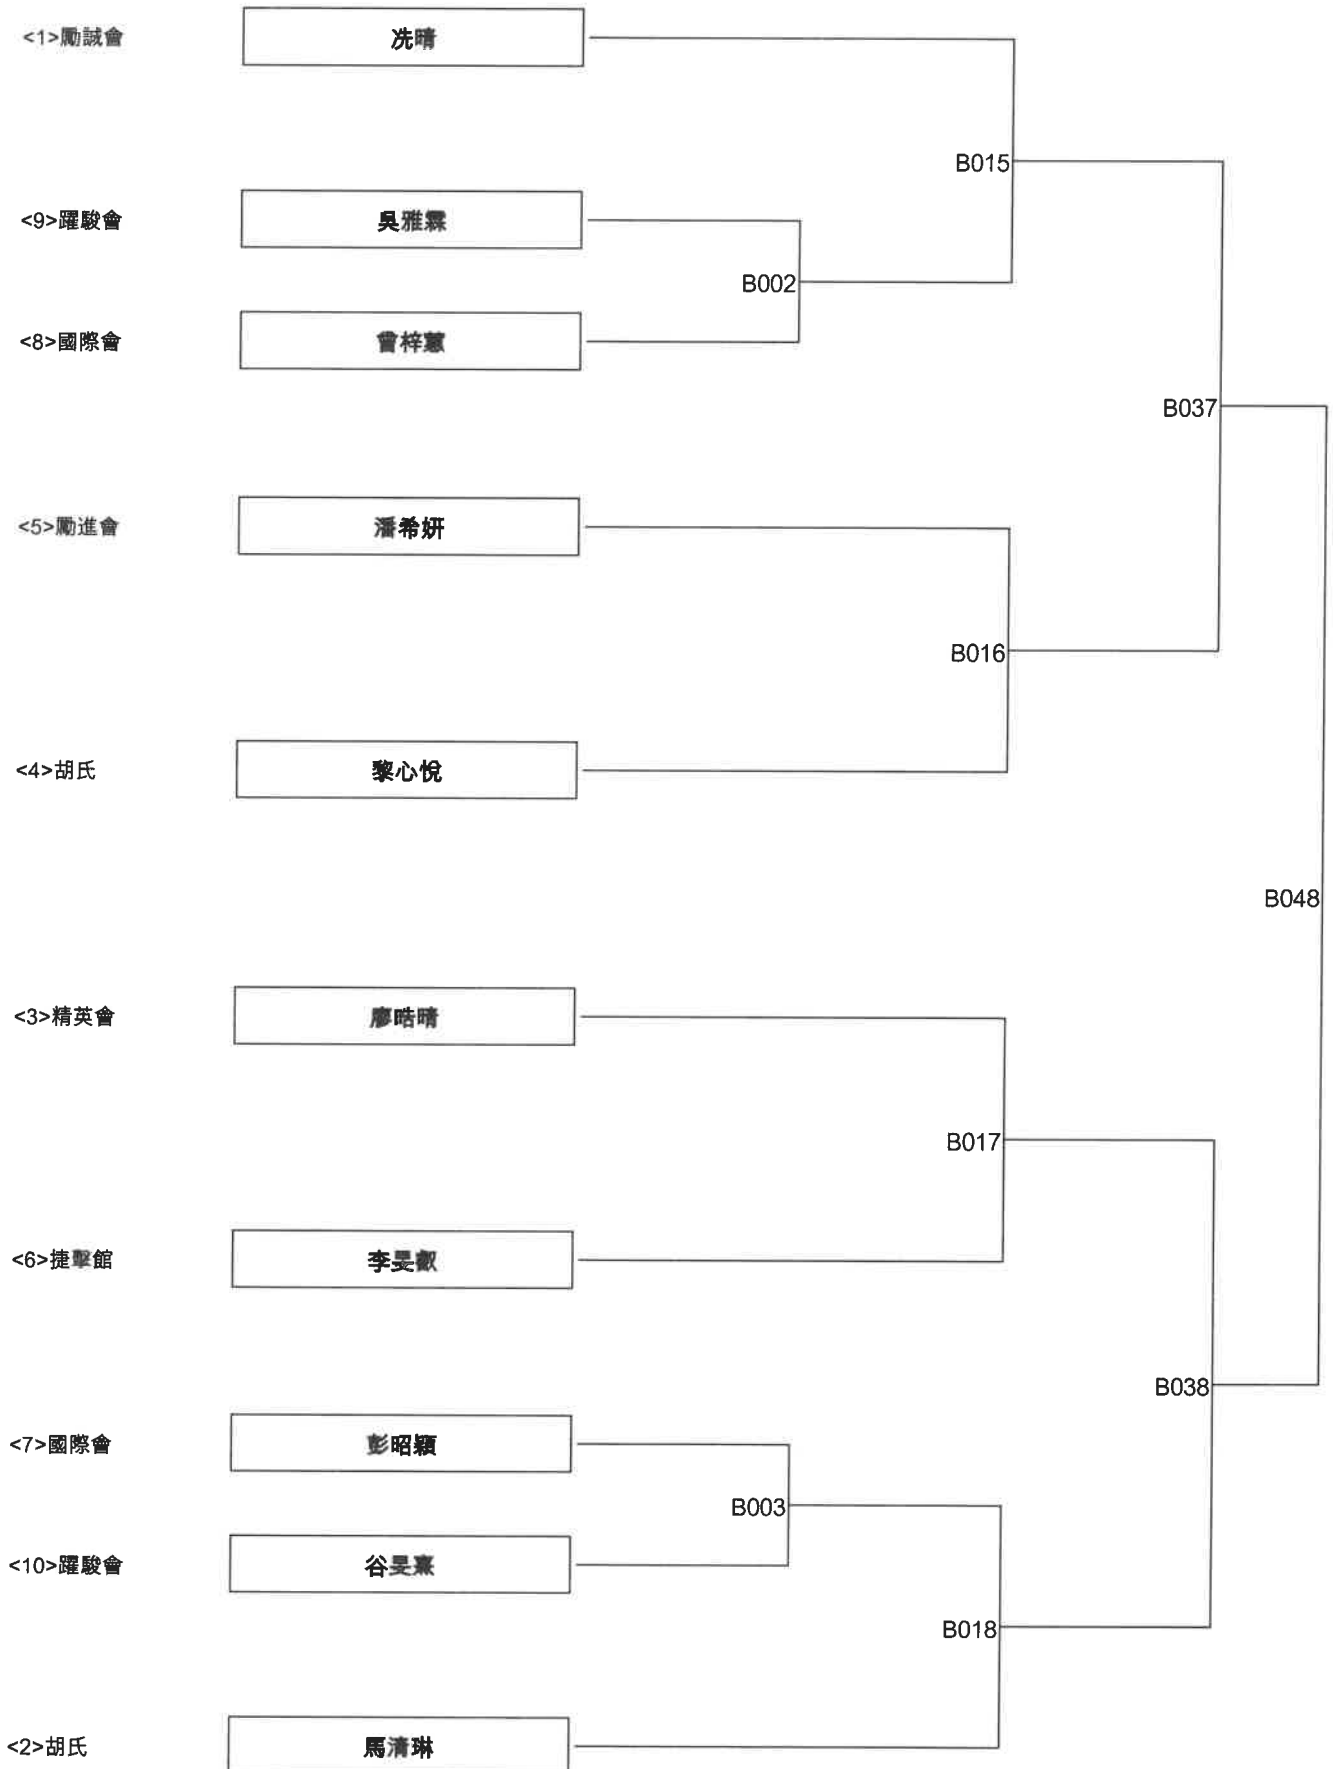 <1>勵誠會 冼晴
B015
<9>躍駿會 吳雅霖
B002
<8>國際會 曾梓蕙
B037
<5>勵進會 潘希妍
B016
<4>胡氏 黎心悅
B048
<3>精英會 廖晧晴
B017
<6>捷擊館 李旻叡
B038
<7>國際會 彭昭穎
B003
<10>躍駿會 谷旻熹
B018
<2>胡氏 馬清琳